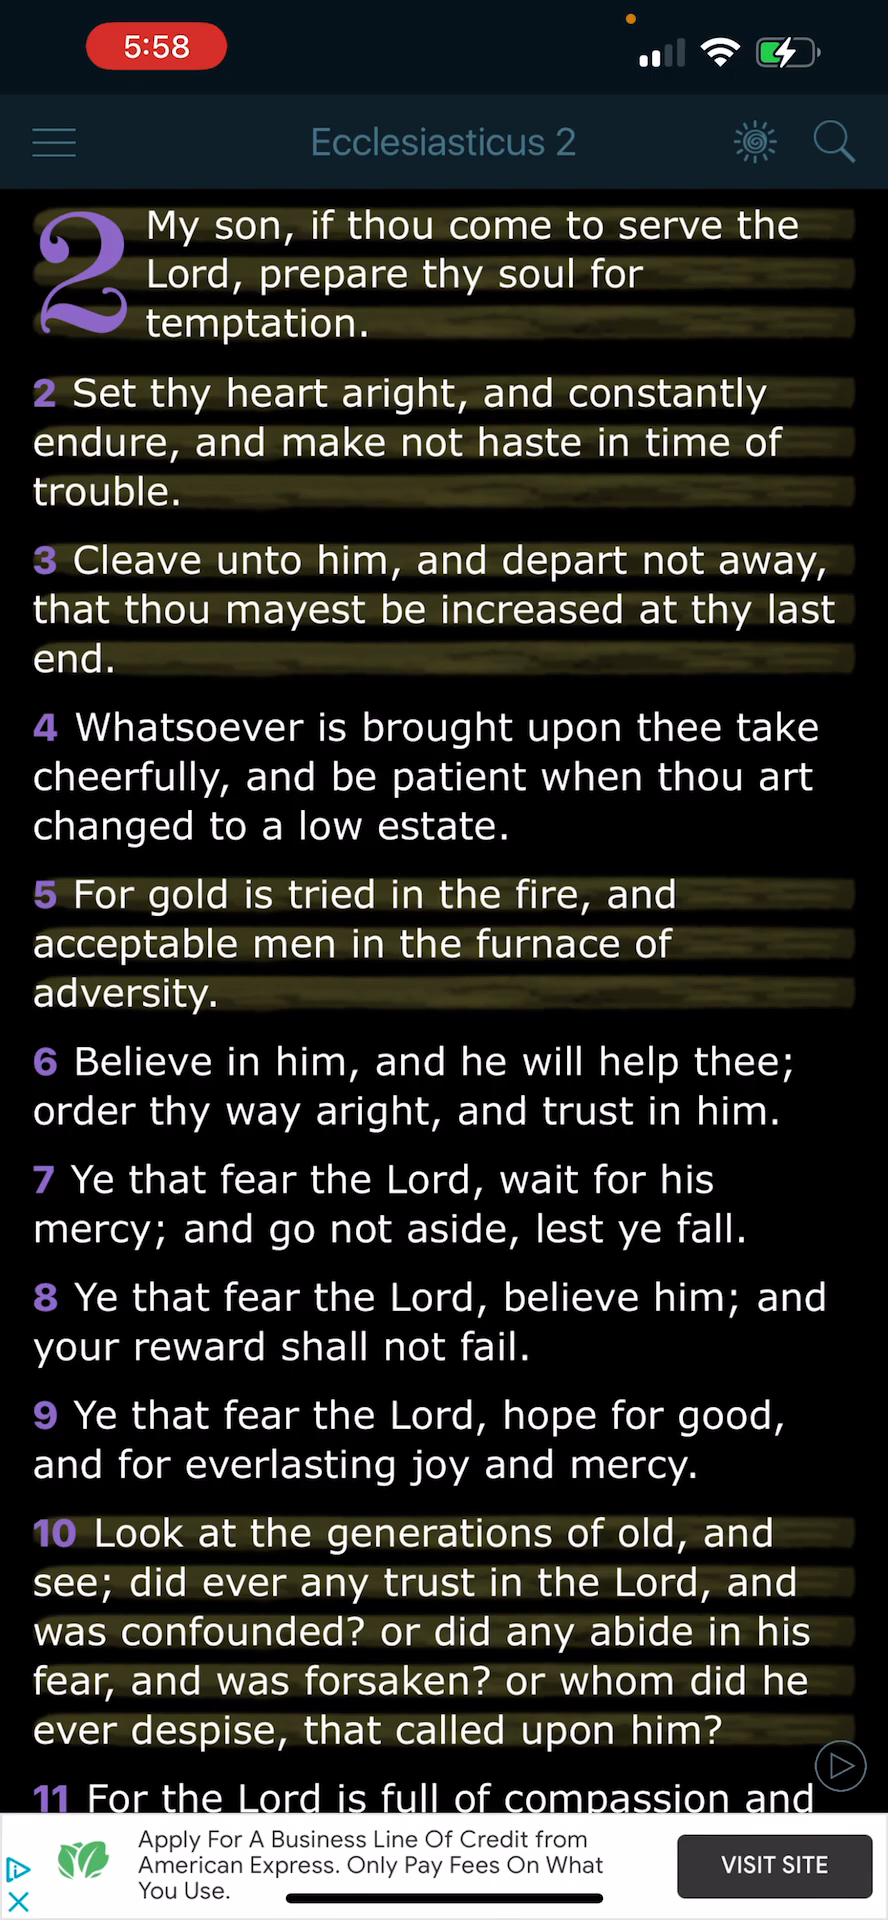 5:58
Ecclesiasticus 2
2 My son, if thou come to serve the
Lord, prepare thy soul for
temptation.
2 Set thy heart aright, and constantly
endure, and make not haste in time of
trouble.
3 Cleave unto him, and depart not away,
that thou mayest be increased at thy last
end.
4 Whatsoever is brought upon thee take
cheerfully, and be patient when thou art
changed to a low estate.
5 For gold is tried in the fire, and
acceptable men in the furnace of
adversity.
6 Believe in him, and he will help thee;
order thy way aright, and trust in him.
7 Ye that fear the Lord, wait for his
mercy; and go not aside, lest ye fall.
8 Ye that fear the Lord, believe him; and
your reward shall not fail.
9 Ye that fear the Lord, hope for good,
and for everlasting joy and mercy.
10 Look at the generations of old, and
see; did ever any trust in the Lord, and
was confounded? or did any abide in his
fear, and was forsaken? or whom did he
ever despise, that called upon him?
11 For the Lord is full of compassion and
Apply For A Business Line Of Credit from
American Express. Only Pay Fees On What
You Use.
VISIT SITE